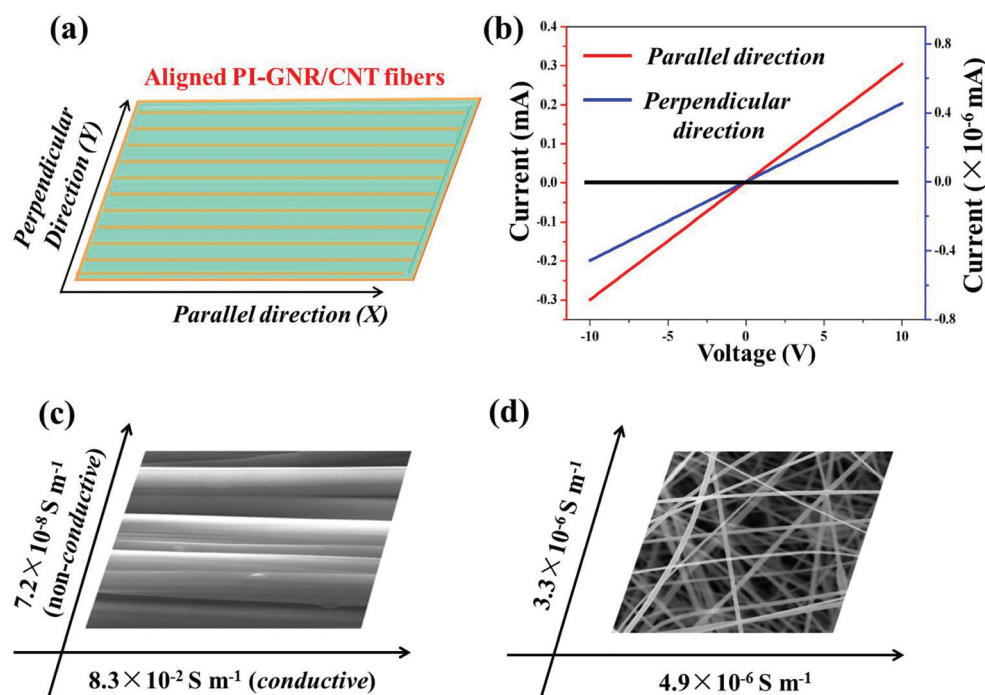 (a)
Aligned PI-GNR/CNT fibers
Perpendicular
Direction (Y)
Parallel direction (X)
(b)
Parallel direction
Perpendicular
direction
Current (mA)
0.4
0.3
0.2
0.1
0.0
-0.1
-0.2
-0.3
Current (×10⁻⁶ mA)
0.8
0.4
0.0
-0.4
-0.8
-10
-5
0
5
10
Voltage (V)
(c)
7.2×10⁻⁸ S m⁻¹
(non-conductive)
8.3×10⁻² S m⁻¹ (conductive)
(d)
3.3×10⁻⁶ S m⁻¹
4.9×10⁻⁶ S m⁻¹